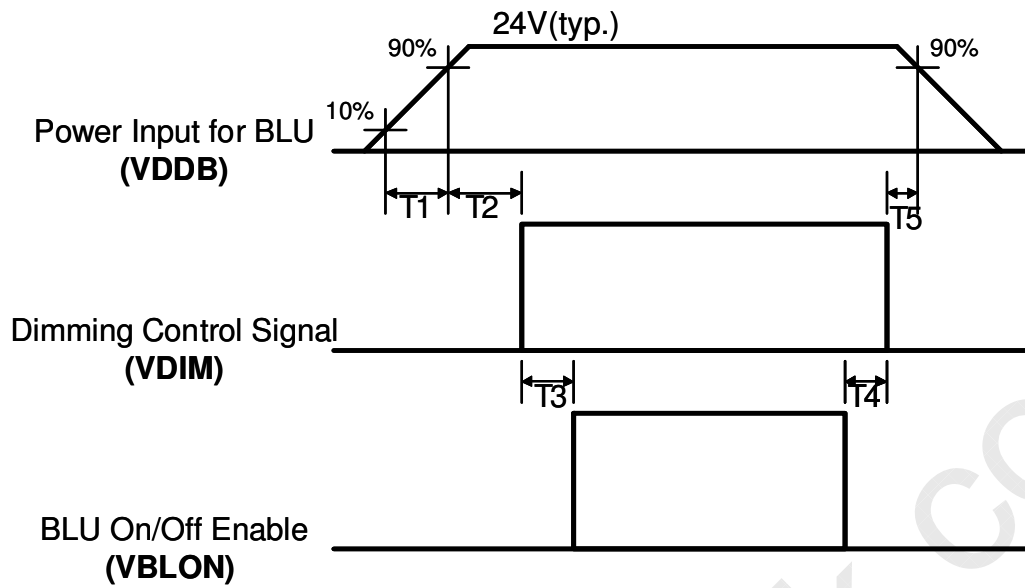 24V(typ.)
90%
90%
10%
Power Input for BLU
(VDDB)
T1
T2
T5
Dimming Control Signal
(VDIM)
T3
T4
BLU On/Off Enable
(VBLON)